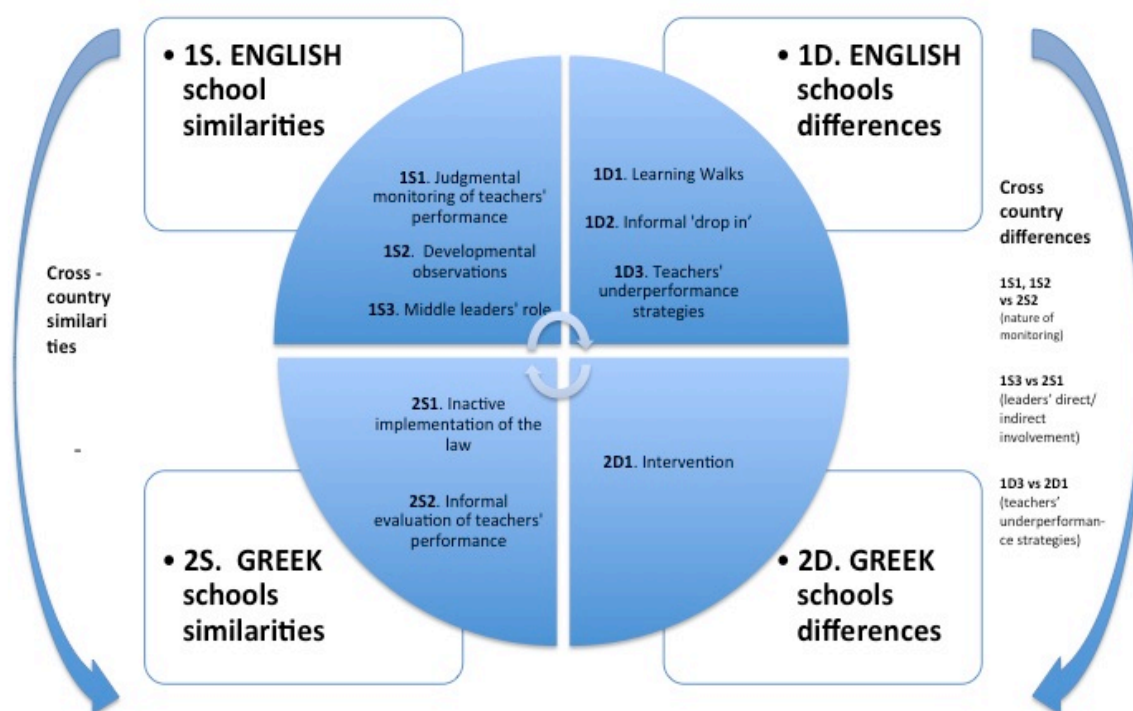 • 1S. ENGLISH
school
similarities
• 1D. ENGLISH
schools
differences
1S1. Judgmental
monitoring of teachers'
performance
1S2. Developmental
observations
1S3. Middle leaders' role
1D1. Learning Walks
1D2. Informal 'drop in’
1D3. Teachers'
underperformance
strategies
Cross -
country
similari
ties
-
Cross
country
differences
1S1, 1S2
vs 2S2
(nature of
monitoring)
1S3 vs 2S1
(leaders’ direct/
indirect
involvement)
1D3 vs 2D1
(teachers’
underperforman-
ce strategies)
2S1. Inactive
implementation of the
law
2S2. Informal
evaluation of teachers'
performance
2D1. Intervention
• 2S. GREEK
schools
similarities
• 2D. GREEK
schools
differences